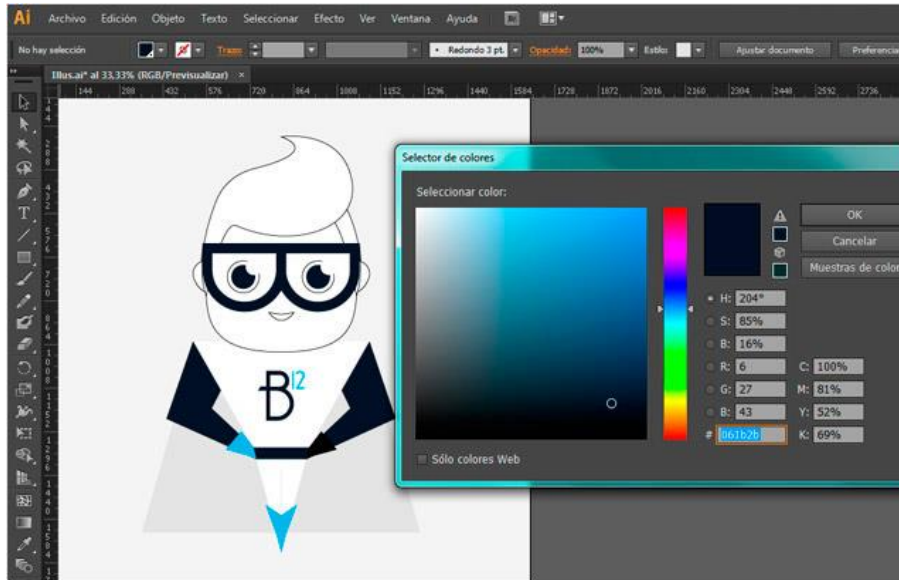 Ai Archivo Edición Objeto Texto Seleccionar Efecto Ver Ventana Ayuda
No hay selección Trazo: Redondo 3 pt. Opacidad: 100% Estilo: Ajustar documento Preferencia
Illus.ai* al 33,33% (RGB/Previsualizar) ×
144 288 432 576 720 864 1008 1152 1296 1440 1584 1728 1872 2016 2160 2304 2448 2592 2736
Selector de colores
Seleccionar color:
OK
Cancelar
Muestras de color
H: 204°
S: 85%
B: 16%
R: 6 C: 100%
G: 27 M: 81%
B: 43 Y: 52%
# 061b2b K: 69%
Sólo colores Web
B12